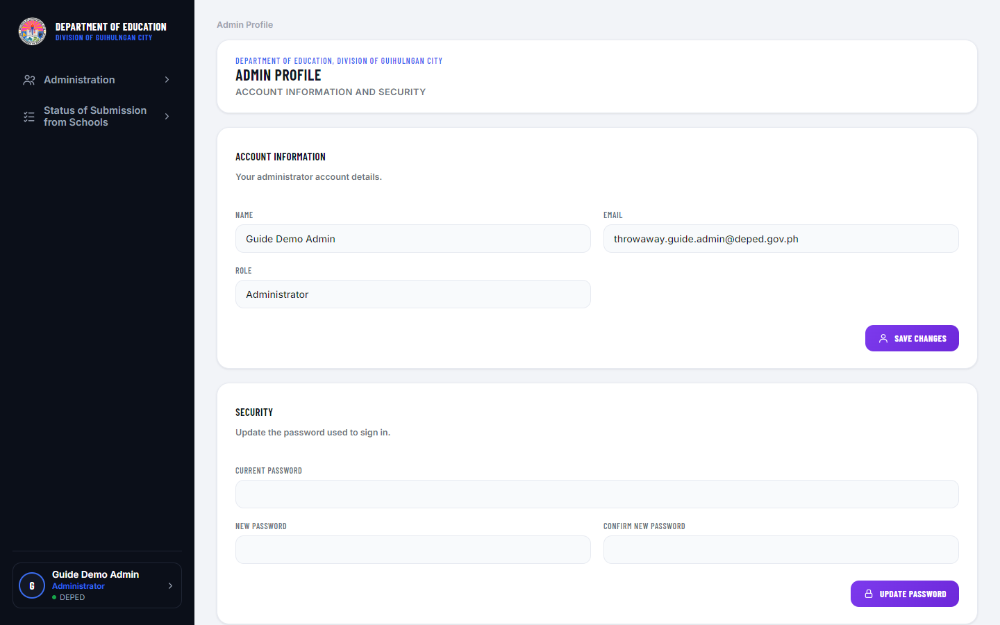 DEPARTMENT OF EDUCATION
DIVISION OF GUIHULNGAN CITY
Administration
Status of Submission
from Schools
Guide Demo Admin
Administrator
DEPED
G
Admin Profile
DEPARTMENT OF EDUCATION, DIVISION OF GUIHULNGAN CITY
ADMIN PROFILE
ACCOUNT INFORMATION AND SECURITY
ACCOUNT INFORMATION
Your administrator account details.
NAME
Guide Demo Admin
EMAIL
throwaway.guide.admin@deped.gov.ph
ROLE
Administrator
SAVE CHANGES
SECURITY
Update the password used to sign in.
CURRENT PASSWORD
NEW PASSWORD
CONFIRM NEW PASSWORD
UPDATE PASSWORD